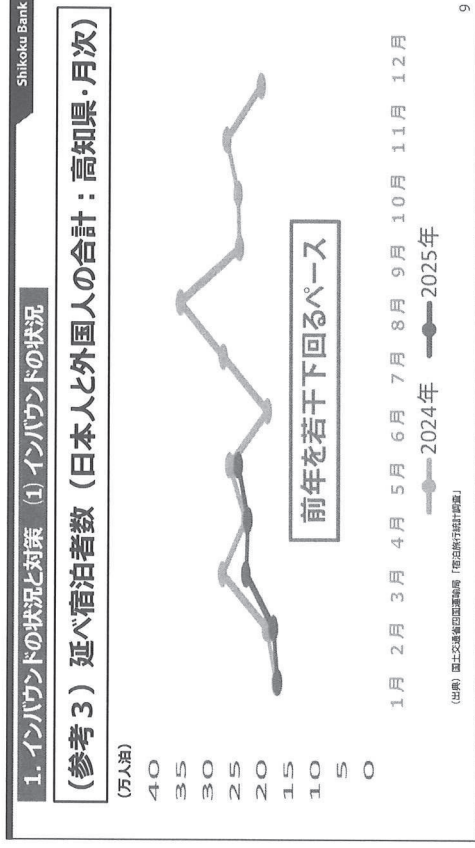 Shikoku Bank
1. インバウンドの状況と対策 (1) インバウンドの状況
(参考3) 延べ宿泊者数 (日本人と外国人の合計:高知県・月次)
(万人泊)
40
35
30
25
20
15
10
5
0
前年を若干下回るペース
1月 2月 3月 4月 5月 6月 7月 8月 9月 10月 11月 12月
2024年 2025年
(出典) 国土交通省四国運輸局「宿泊旅行統計調査」
9